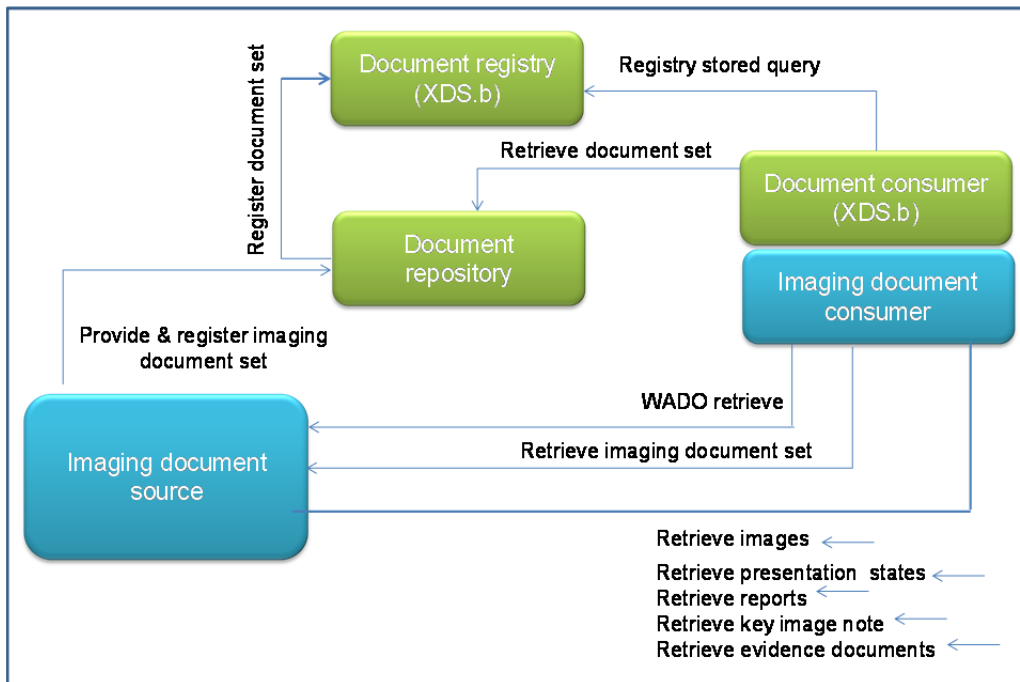 Document registry
(XDS.b)
Registry stored query
Register document set
Retrieve document set
Document consumer
(XDS.b)
Document
repository
Imaging document
consumer
Provide & register imaging
document set
WADO retrieve
Imaging document
source
Retrieve imaging document set
Retrieve images
Retrieve presentation states
Retrieve reports
Retrieve key image note
Retrieve evidence documents